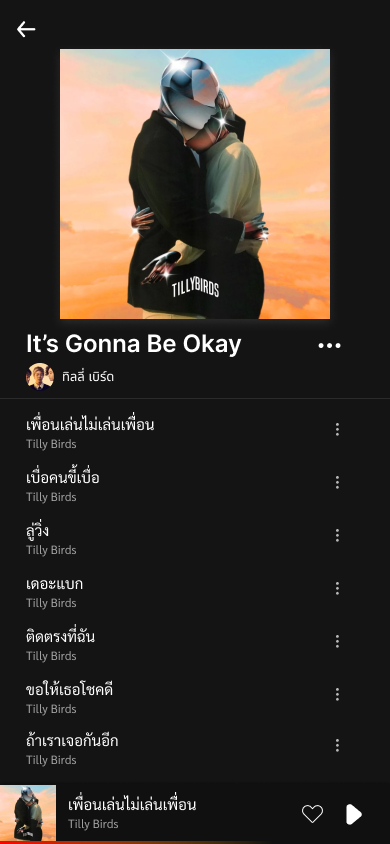 TILLYBIRDS
It's Gonna Be Okay
ทิลลี่ เบิร์ด
เพื่อนเล่นไม่เล่นเพื่อน
Tilly Birds
เบื่อคนขี้เบื่อ
Tilly Birds
ลู่วิ่ง
Tilly Birds
เดอะแบก
Tilly Birds
ติดตรงที่ฉัน
Tilly Birds
ขอให้เธอโชคดี
Tilly Birds
ถ้าเราเจอกันอีก
Tilly Birds
เพื่อนเล่นไม่เล่นเพื่อน
Tilly Birds